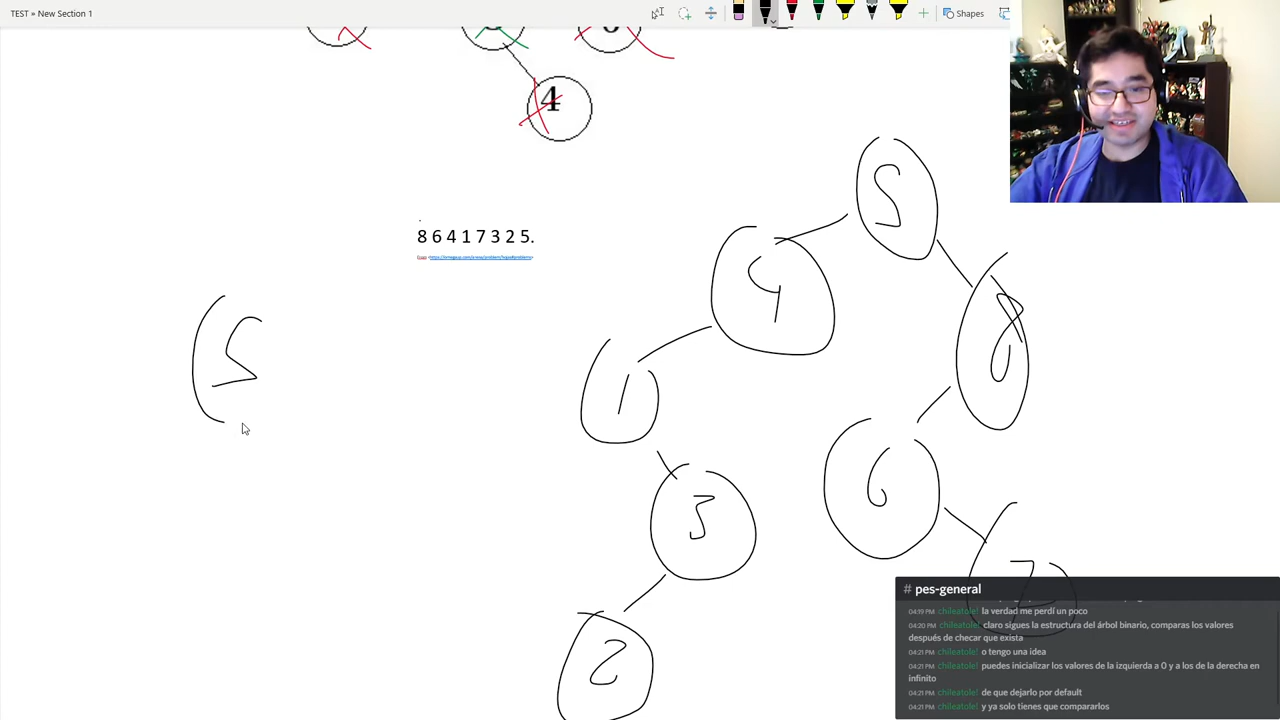 TEST » New Section 1
Shapes
4
8 6 4 1 7 3 2 5.
5
4
8
5
1
6
3
7
2
# pes-general
04:19 PM chileatole! la verdad me perdí un poco
04:20 PM chileatole! claro sigues la estructura del árbol binario, comparas los valores
después de checar que exista
04:21 PM chileatole! o tengo una idea
04:21 PM chileatole! puedes inicializar los valores de la izquierda a 0 y a los de la derecha en
infinito
04:21 PM chileatole! de que dejarlo por default
04:21 PM chileatole! y ya solo tienes que compararlos